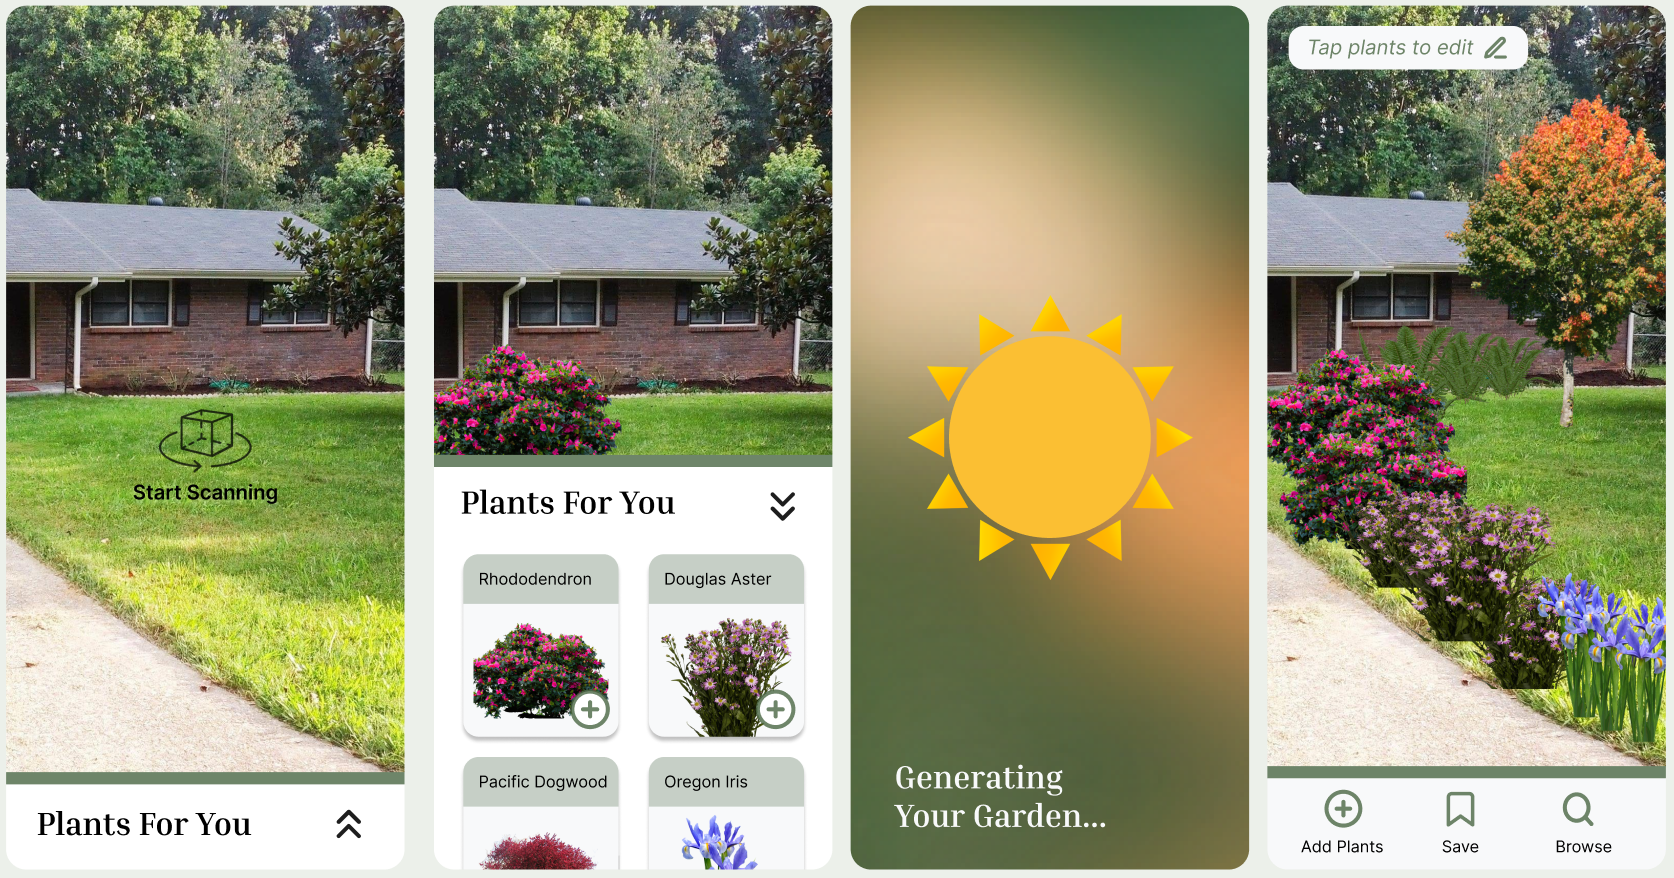 Start Scanning
Plants For You
Plants For You
Rhododendron
Douglas Aster
Pacific Dogwood
Oregon Iris
Generating
Your Garden...
Tap plants to edit
Add Plants
Save
Browse